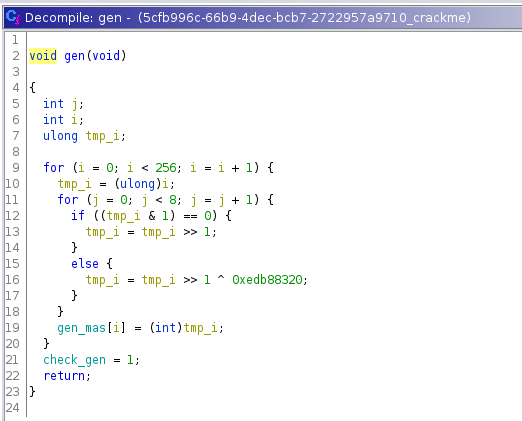 Decompile: gen - (5cfb996c-66b9-4dec-bcb7-2722957a9710_crackme)
1
2 void gen(void)
3
4 {
5 int j;
6 int i;
7 ulong tmp_i;
8
9 for (i = 0; i < 256; i = i + 1) {
10 tmp_i = (ulong)i;
11 for (j = 0; j < 8; j = j + 1) {
12 if ((tmp_i & 1) == 0) {
13 tmp_i = tmp_i >> 1;
14 }
15 else {
16 tmp_i = tmp_i >> 1 ^ 0xedb88320;
17 }
18 }
19 gen_mas[i] = (int)tmp_i;
20 }
21 check_gen = 1;
22 return;
23 }
24